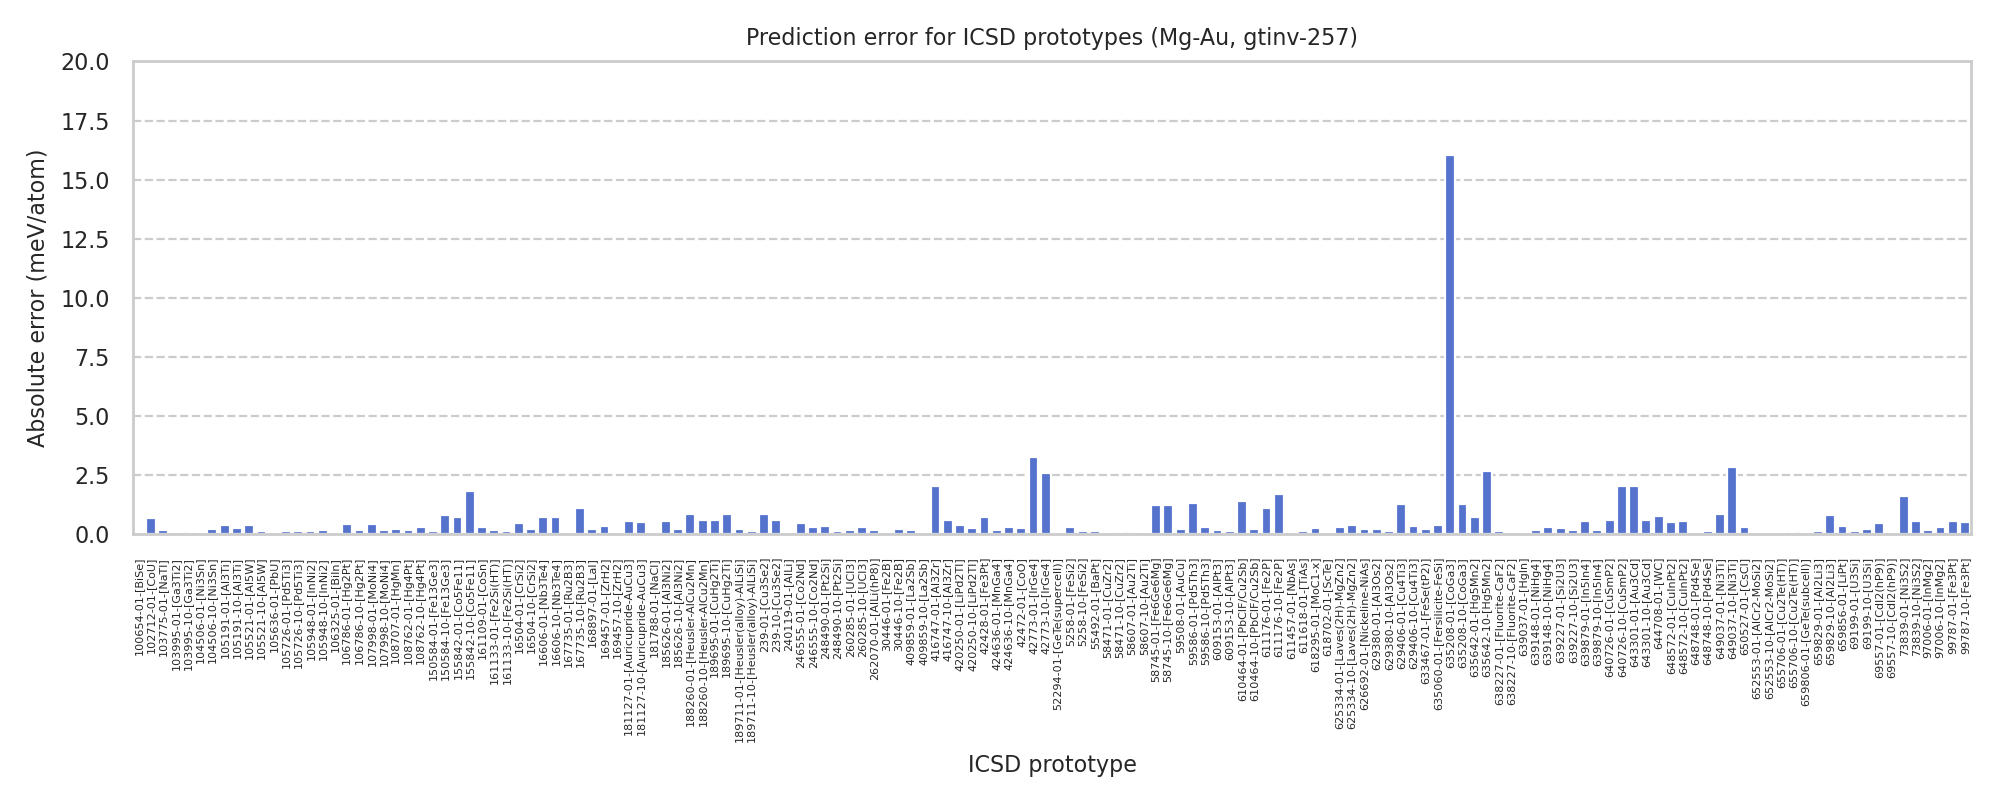 Prediction error for ICSD prototypes (Mg-Au, gtinv-257)
Absolute error (meV/atom)
20.0
17.5
15.0
12.5
10.0
7.5
5.0
2.5
0.0
100654-01-[BiSe]
102712-01-[CoU]
103775-01-[NaTl]
103995-01-[Ga3Ti2]
103995-10-[Ga3Ti2]
104506-01-[Ni3Sn]
104506-10-[Ni3Sn]
105191-01-[Al3Ti]
105191-10-[Al3Ti]
105521-01-[Al5W]
105521-10-[Al5W]
105636-01-[PbU]
105726-01-[Pd5Ti3]
105726-10-[Pd5Ti3]
105948-01-[InNi2]
105948-10-[InNi2]
106325-01-[BiIn]
106786-01-[Hg2Pt]
106786-10-[Hg2Pt]
107998-01-[MoNi4]
107998-10-[MoNi4]
108707-01-[HgMn]
108762-01-[Hg4Pt]
108762-10-[Hg4Pt]
150584-01-[Fe13Ge3]
150584-10-[Fe13Ge3]
155842-01-[Co5Fe11]
155842-10-[Co5Fe11]
161109-01-[CoSn]
161133-01-[Fe2Si(HT)]
161133-10-[Fe2Si(HT)]
16504-01-[CrSi2]
16504-10-[CrSi2]
16606-01-[Nb3Te4]
16606-10-[Nb3Te4]
167735-01-[Ru2B3]
167735-10-[Ru2B3]
168897-01-[LaI]
169457-01-[ZrH2]
169457-10-[ZrH2]
181127-01-[Auricupride-AuCu3]
181127-10-[Auricupride-AuCu3]
181788-01-[NaCl]
185626-01-[Al3Ni2]
185626-10-[Al3Ni2]
188260-01-[Heusler-AlCu2Mn]
188260-10-[Heusler-AlCu2Mn]
189695-01-[CuHg2Ti]
189695-10-[CuHg2Ti]
189711-01-[Heusler(alloy)-AlLiSi]
189711-10-[Heusler(alloy)-AlLiSi]
239-01-[Cu3Se2]
239-10-[Cu3Se2]
240119-01-[AlLi]
246555-01-[Co2Nd]
246555-10-[Co2Nd]
248490-01-[Pt2Si]
248490-10-[Pt2Si]
260285-01-[UCl3]
260285-10-[UCl3]
262070-01-[AlLi(hP8)]
30446-01-[Fe2B]
30446-10-[Fe2B]
409859-01-[La2Sb]
409859-10-[La2Sb]
416747-01-[Al3Zr]
416747-10-[Al3Zr]
420250-01-[LiPd2Tl]
420250-10-[LiPd2Tl]
42428-01-[Fe3Pt]
424636-01-[MnGa4]
424636-10-[MnGa4]
42472-01-[CoO]
42773-01-[IrGe4]
42773-10-[IrGe4]
52294-01-[GeTe(supercell)]
5258-01-[FeSi2]
5258-10-[FeSi2]
55492-01-[BaPt]
58471-01-[CuZr2]
58471-10-[CuZr2]
58607-01-[Au2Ti]
58607-10-[Au2Ti]
58745-01-[Fe6Ge6Mg]
58745-10-[Fe6Ge6Mg]
59508-01-[AuCu]
59586-01-[Pd5Th3]
59586-10-[Pd5Th3]
609153-01-[AlPt3]
609153-10-[AlPt3]
610464-01-[PbClF/Cu2Sb]
610464-10-[PbClF/Cu2Sb]
611176-01-[Fe2P]
611176-10-[Fe2P]
611457-01-[NbAs]
611618-01-[TiAs]
618295-01-[MoC1-x]
618702-01-[ScTe]
625334-01-[Laves(2H)-MgZn2]
625334-10-[Laves(2H)-MgZn2]
626692-01-[Nickeline-NiAs]
629380-01-[Al3Os2]
629380-10-[Al3Os2]
629406-01-[Cu4Ti3]
629406-10-[Cu4Ti3]
633467-01-[FeSe(tP2)]
635060-01-[Fersilicite-FeSi]
635208-01-[CoGa3]
635208-10-[CoGa3]
635642-01-[Hg5Mn2]
635642-10-[Hg5Mn2]
638227-01-[Fluorite-CaF2]
638227-10-[Fluorite-CaF2]
639037-01-[HgIn]
639148-01-[NiHg4]
639148-10-[NiHg4]
639227-01-[Si2U3]
639227-10-[Si2U3]
639879-01-[InSIn4]
639879-10-[InSIn4]
640726-01-[CuSmP2]
640726-10-[CuSmP2]
643301-01-[Au3Cd]
643301-10-[Au3Cd]
644708-01-[WC]
648572-01-[CuInPt2]
648572-10-[CuInPt2]
648748-01-[Pd4Se]
648748-10-[Pd4Se]
649037-01-[Ni3Ti]
649037-10-[Ni3Ti]
650527-01-[CsCl]
652553-01-[AlCr2-MoSi2]
652553-10-[AlCr2-MoSi2]
655706-01-[Cu2Te(HT)]
655706-10-[Cu2Te(HT)]
659806-01-[GeTe(subcell)]
659829-01-[Al2Li3]
659829-10-[Al2Li3]
659856-01-[LiPt]
69199-01-[U3Si]
69199-10-[U3Si]
69557-01-[CdI2(hP9)]
69557-10-[CdI2(hP9)]
73839-01-[Ni3S2]
73839-10-[Ni3S2]
97006-01-[InMg2]
97006-10-[InMg2]
99787-01-[Fe3Pt]
99787-10-[Fe3Pt]
ICSD prototype